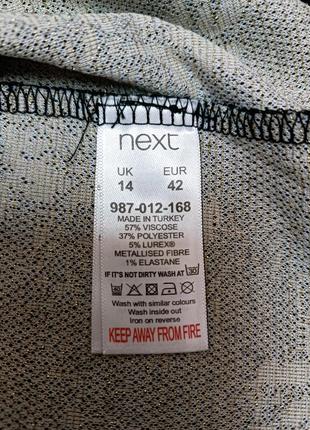 next
UK EUR
14 42
987-012-168
MADE IN TURKEY
57% VISCOSE
37% POLYESTER
5% LUREX®
METALLISED FIBRE
1% ELASTANE
IF IT'S NOT DIRTY WASH AT 30
Wash with similar colours
Wash inside out
Iron on reverse
KEEP AWAY FROM FIRE